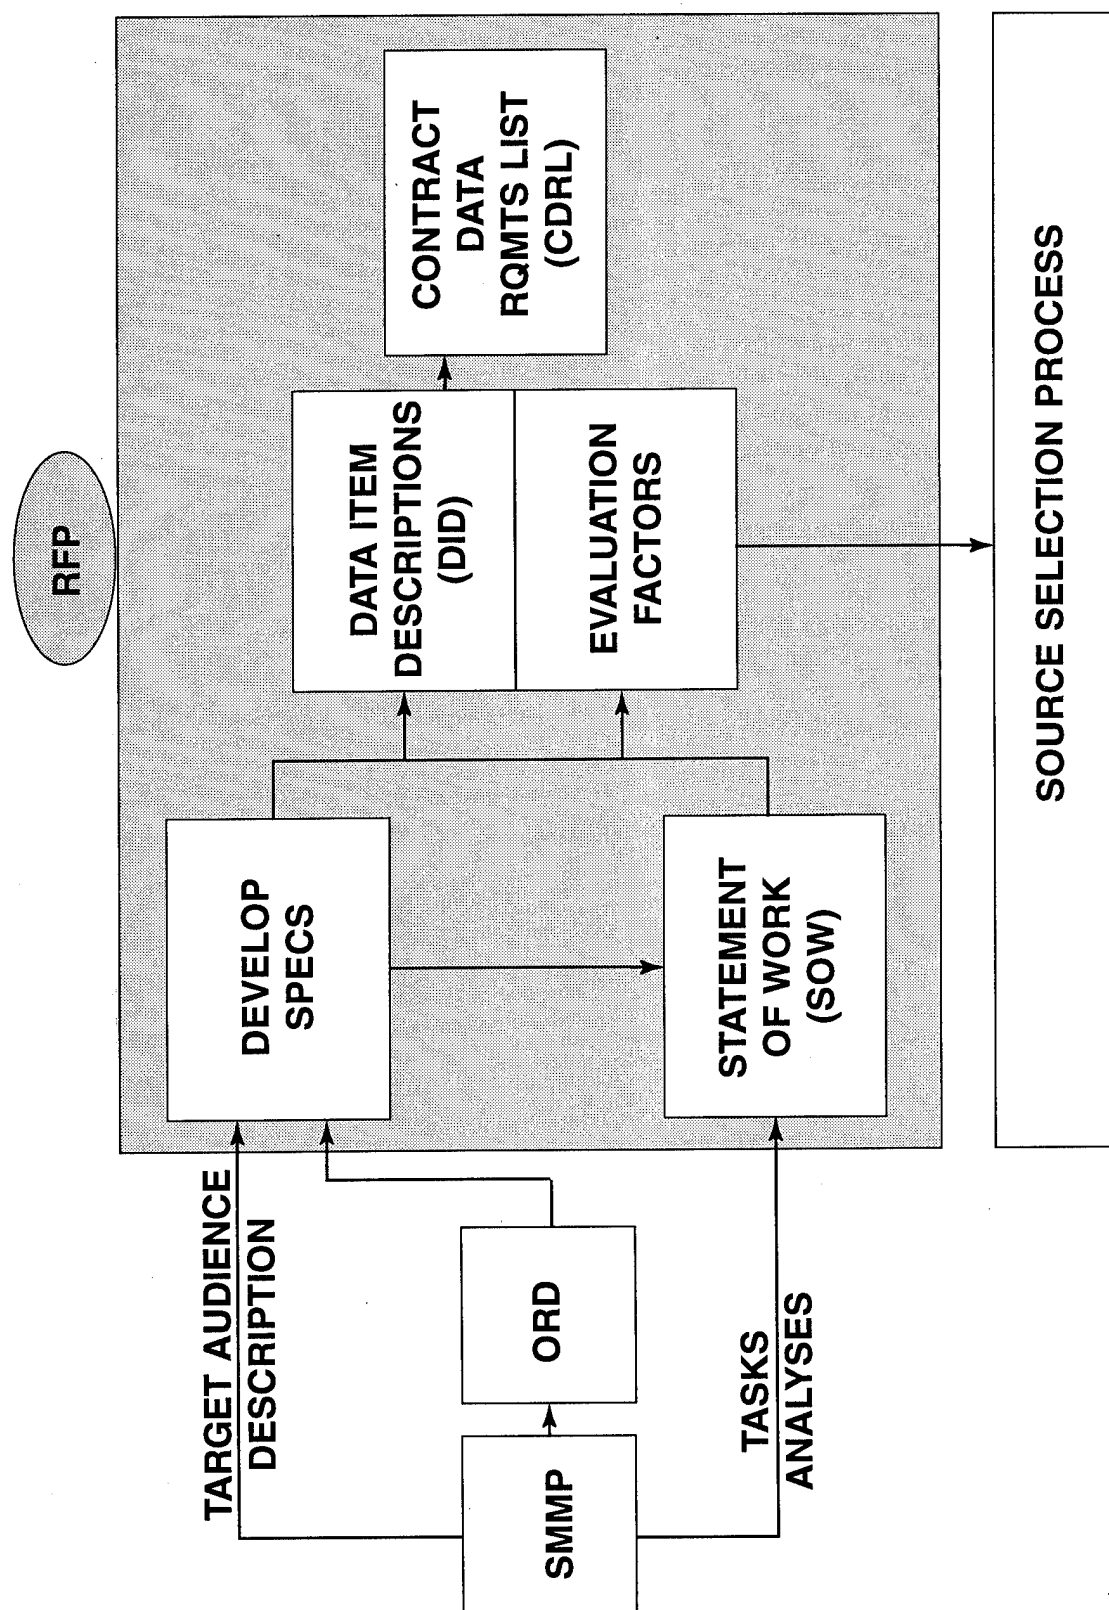 RFP
TARGET AUDIENCE
DESCRIPTION
SMMP
ORD
TASKS
ANALYSES
DEVELOP
SPECS
STATEMENT
OF WORK
(SOW)
DATA ITEM
DESCRIPTIONS
(DID)
EVALUATION
FACTORS
CONTRACT
DATA
RQMTS LIST
(CDRL)
SOURCE SELECTION PROCESS